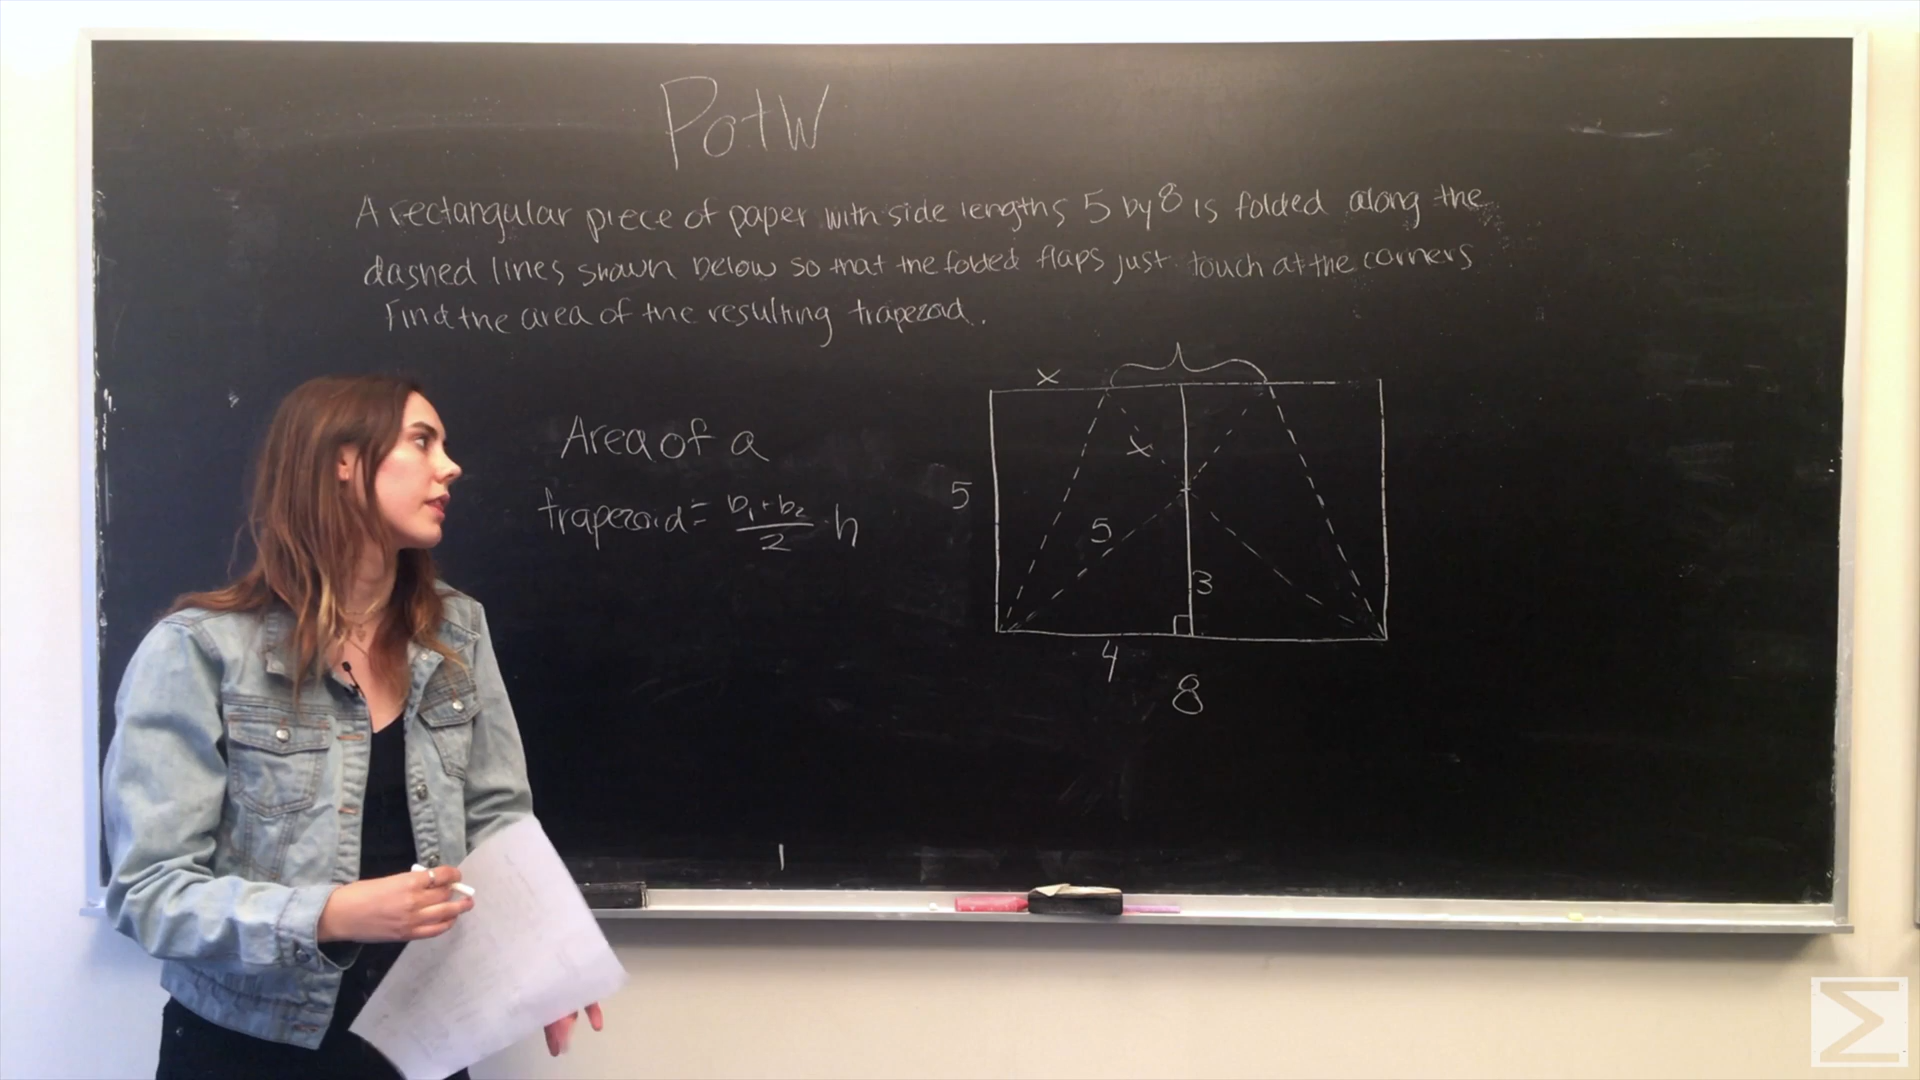 PotW
A rectangular piece of paper with side lengths 5 by 8 is folded along the
dashed lines shown below so that the folded flaps just touch at the corners
Find the area of the resulting trapezoid.
Area of a
trapezoid = b₁+b₂/2 · h
x
x
5
5
3
4
8
Σ